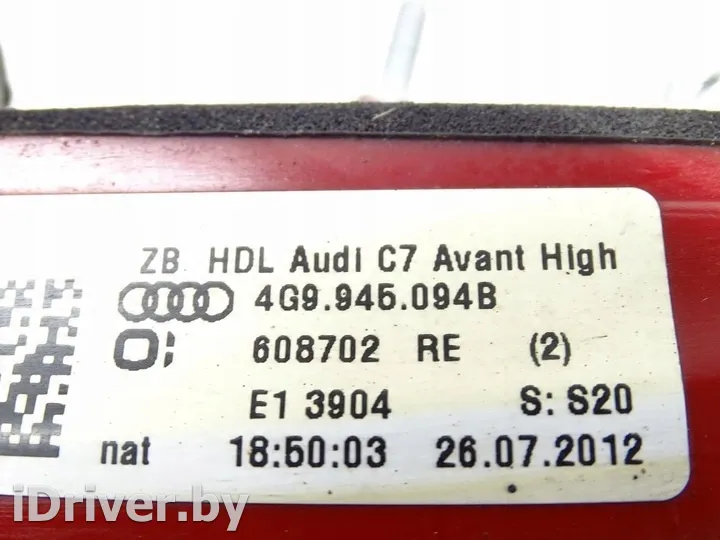 ZB HDL Audi C7 Avant High
4G9.945.094B
608702 RE (2)
E1 3904 S: S20
nat 18:50:03 26.07.2012
iDriver.by